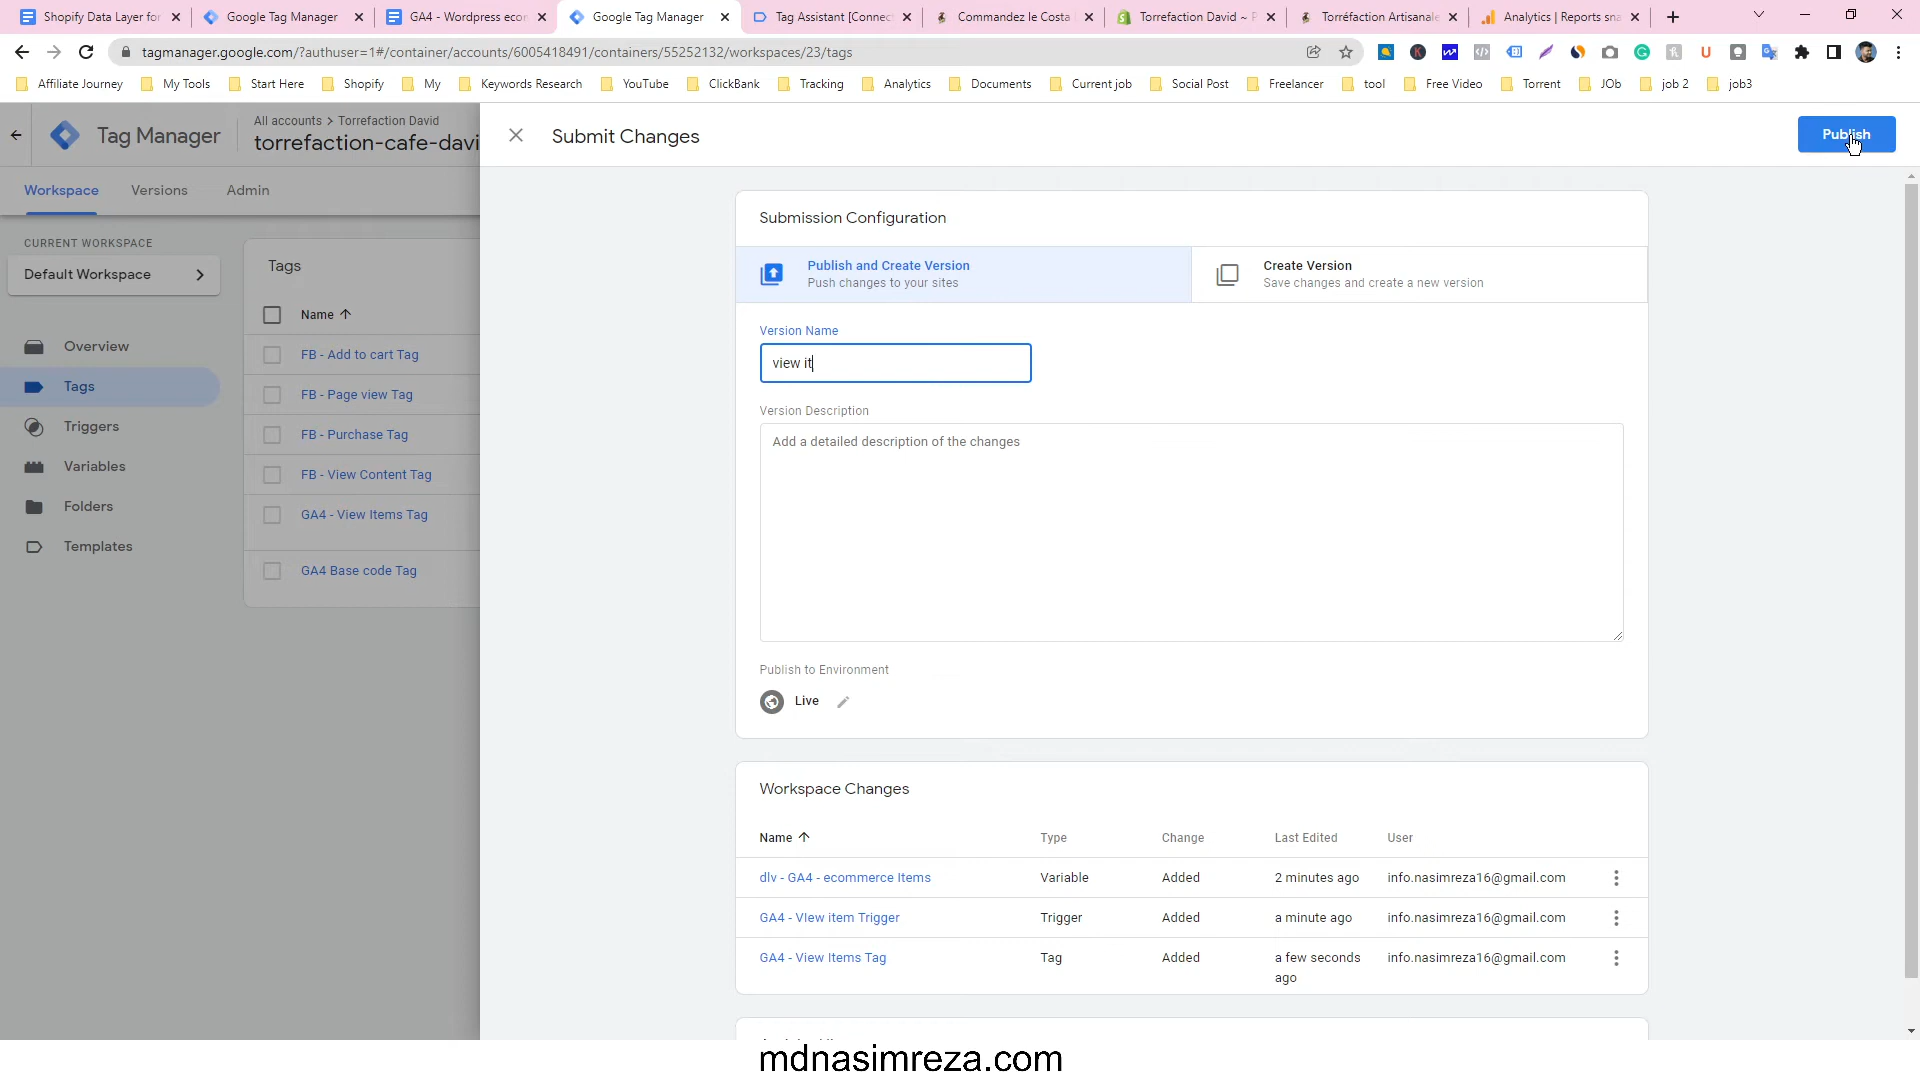 Shopify Data Layer for
Google Tag Manager
GA4 - Wordpress econ
Google Tag Manager
Tag Assistant [Connec
Commandez le Costa
Torrefaction David ~ P
Torréfaction Artisanale
Analytics | Reports sna
tagmanager.google.com/?authuser=1#/container/accounts/6005418491/containers/55252132/workspaces/23/tags
Affiliate Journey
My Tools
Start Here
Shopify
My
Keywords Research
YouTube
ClickBank
Tracking
Analytics
Documents
Current job
Social Post
Freelancer
tool
Free Video
Torrent
JOb
job 2
job3
Tag Manager
All accounts > Torrefaction David
torrefaction-cafe-davi
Submit Changes
Publish
Workspace
Versions
Admin
CURRENT WORKSPACE
Default Workspace
Overview
Tags
Triggers
Variables
Folders
Templates
Tags
Name
FB - Add to cart Tag
FB - Page view Tag
FB - Purchase Tag
FB - View Content Tag
GA4 - View Items Tag
GA4 Base code Tag
Submission Configuration
Publish and Create Version
Push changes to your sites
Create Version
Save changes and create a new version
Version Name
view it
Version Description
Add a detailed description of the changes
Publish to Environment
Live
Workspace Changes
Name Type Change Last Edited User
dlv - GA4 - ecommerce Items Variable Added 2 minutes ago info.nasimreza16@gmail.com
GA4 - VIew item Trigger Trigger Added a minute ago info.nasimreza16@gmail.com
GA4 - View Items Tag Tag Added a few seconds ago info.nasimreza16@gmail.com
mdnasimreza.com